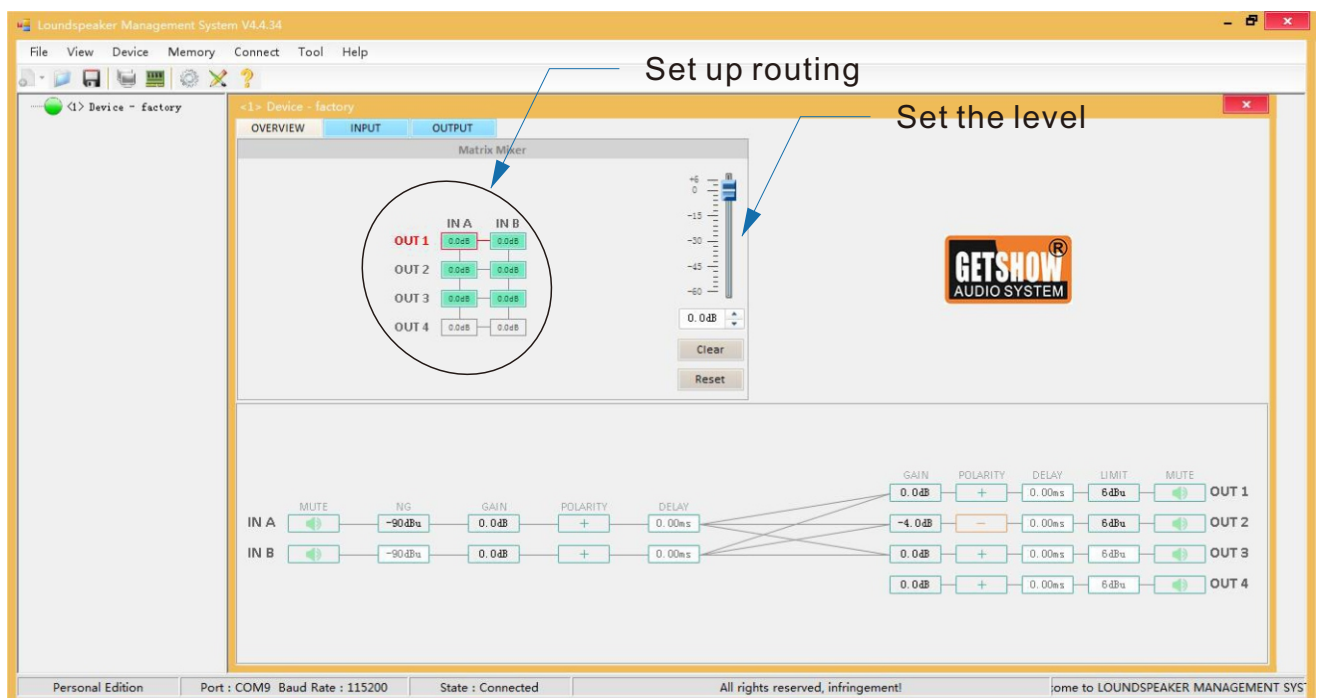 Loundspeaker Management System V4.4.34
File View Device Memory Connect Tool Help
Set up routing
<1> Device - factory
<1> Device - factory
Set the level
OVERVIEW INPUT OUTPUT
Matrix Mixer
+6
0
-15
-30
-45
-60
IN A IN B
OUT 1 0.0dB 0.0dB
OUT 2 0.0dB 0.0dB
OUT 3 0.0dB 0.0dB
OUT 4 0.0dB 0.0dB
0.0dB
Clear
Reset
GETSHOW ®
AUDIO SYSTEM
MUTE NG GAIN POLARITY DELAY
IN A -90dBu 0.0dB + 0.00ms
IN B -90dBu 0.0dB + 0.00ms
GAIN POLARITY DELAY LIMIT MUTE
0.0dB + 0.00ms 6dBu OUT 1
-4.0dB − 0.00ms 6dBu OUT 2
0.0dB + 0.00ms 6dBu OUT 3
0.0dB + 0.00ms 6dBu OUT 4
Personal Edition Port : COM9 Baud Rate : 115200 State : Connected All rights reserved, infringement! ome to LOUNDSPEAKER MANAGEMENT SYS